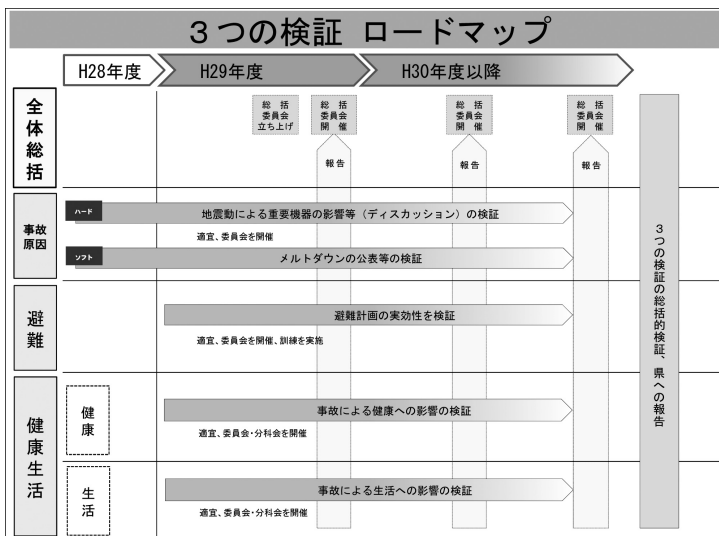 ３つの検証 ロードマップ
H28年度
H29年度
H30年度以降
全体総括
総 括
委員会
立ち上げ
総 括
委員会
開 催
総 括
委員会
開 催
総 括
委員会
開 催
報告
報告
報告
事故
原因
ハード
地震動による重要機器の影響等（ディスカッション）の検証
適宜、委員会を開催
ソフト
メルトダウンの公表等の検証
避難
避難計画の実効性を検証
適宜、委員会を開催、訓練を実施
健康生活
健康
事故による健康への影響の検証
適宜、委員会・分科会を開催
生活
事故による生活への影響の検証
適宜、委員会・分科会を開催
３つの検証の総括的検証、県への報告